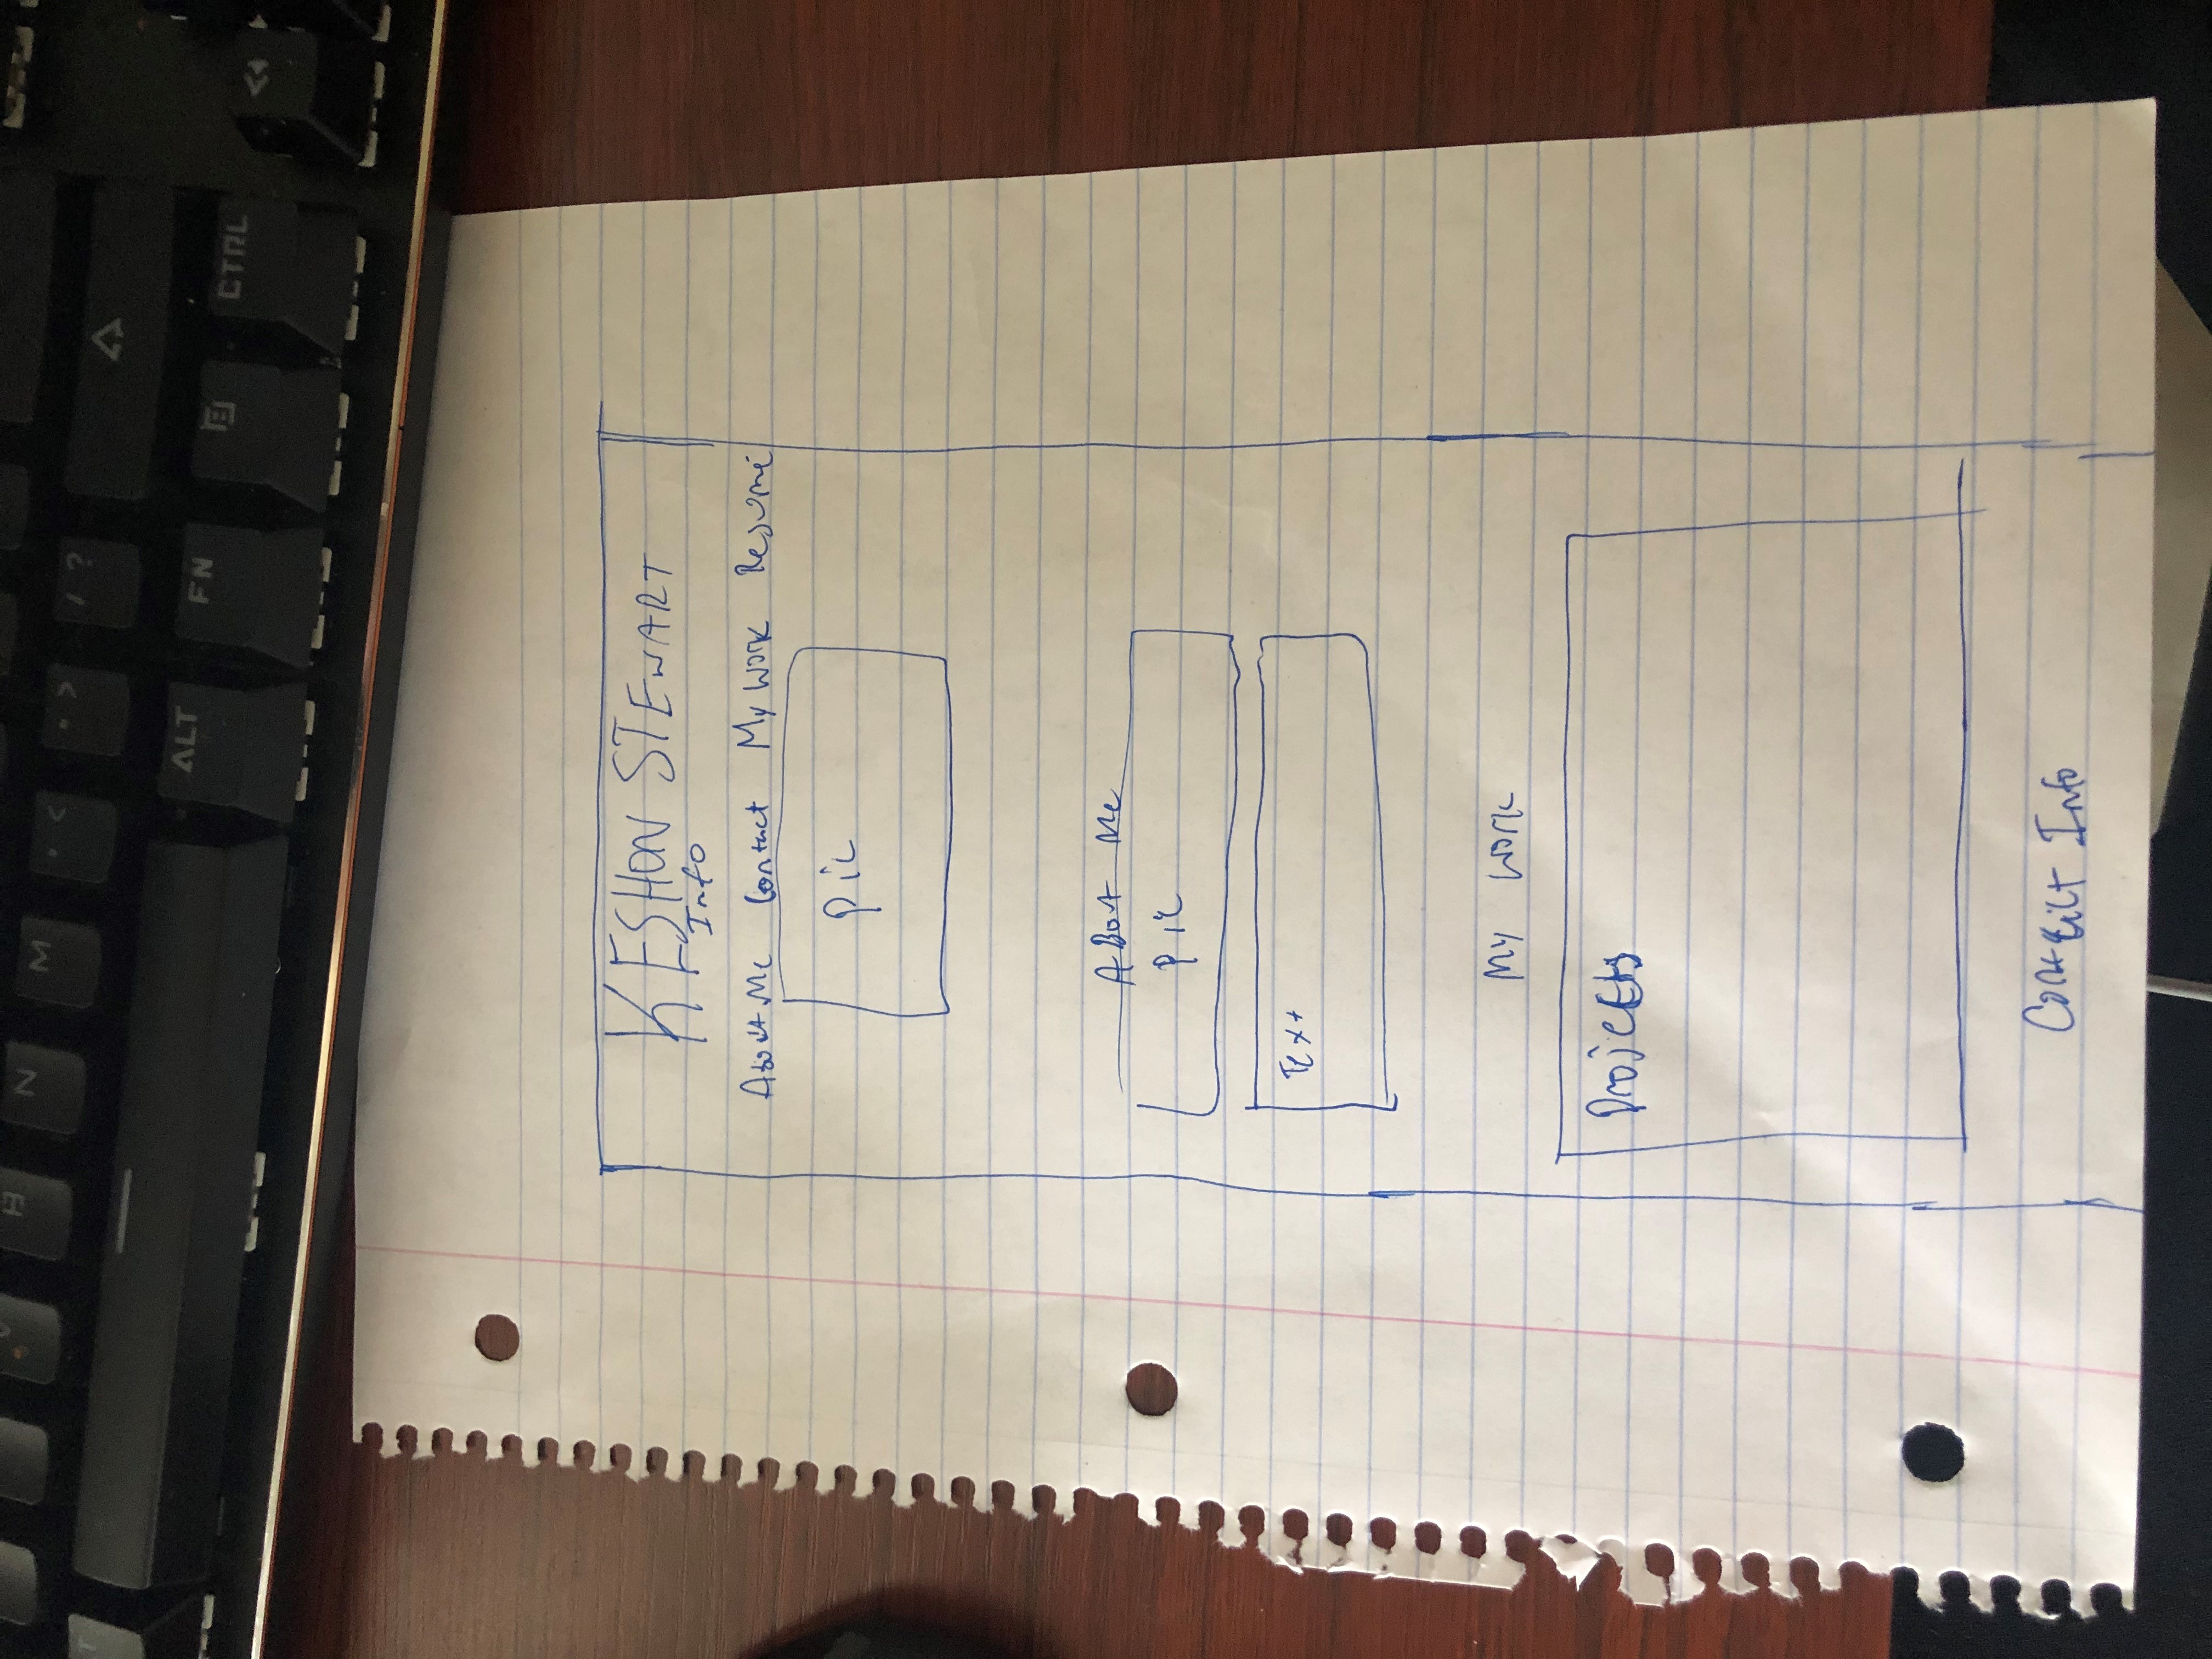 KESHON STEWART
Info
About Me Contact My Work Resumé
pic
About Me
pic
Text
My Work
Projects
Contact Info
CTRL
FN
ALT
/ ?
. >
, <
M
N